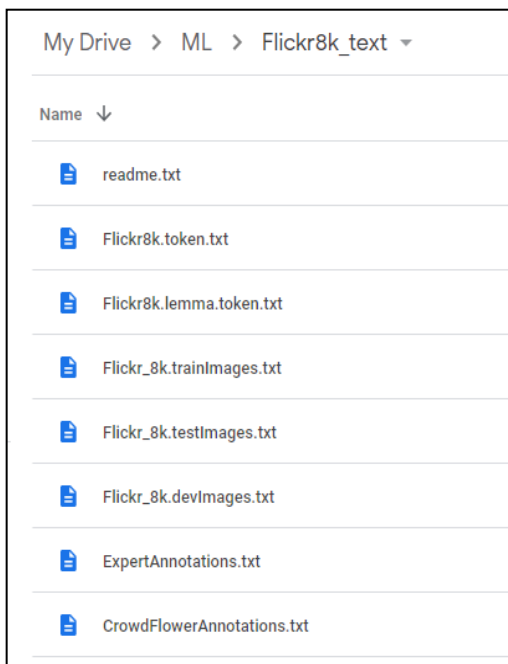 My Drive > ML > Flickr8k_text
Name ↓
readme.txt
Flickr8k.token.txt
Flickr8k.lemma.token.txt
Flickr_8k.trainImages.txt
Flickr_8k.testImages.txt
Flickr_8k.devImages.txt
ExpertAnnotations.txt
CrowdFlowerAnnotations.txt